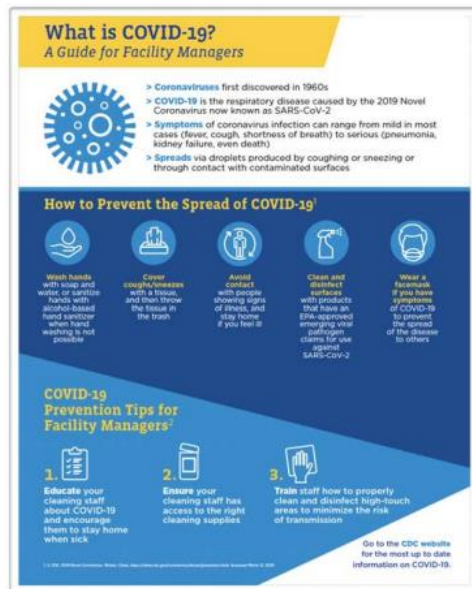 What is COVID-19?
A Guide for Facility Managers
> Coronaviruses first discovered in 1960s
> COVID-19 is the respiratory disease caused by the 2019 Novel
Coronavirus now known as SARS-CoV-2
> Symptoms of coronavirus infection can range from mild in most
cases (fever, cough, shortness of breath) to serious (pneumonia,
kidney failure, even death)
> Spreads via droplets produced by coughing or sneezing or
through contact with contaminated surfaces
How to Prevent the Spread of COVID-19¹
Wash hands
with soap and
water, or sanitize
hands with
alcohol-based
hand sanitizer
when hand
washing is not
possible
Cover
coughs/sneezes
with a tissue,
and then throw
the tissue in
the trash
Avoid
contact
with people
showing signs
of illness, and
stay home
if you feel ill
Clean and
disinfect
surfaces
with products
that have an
EPA-approved
emerging viral
pathogen
claims for use
against
SARS-CoV-2
Wear a
facemask
if you have
symptoms
of COVID-19
to prevent
the spread
of the disease
to others
COVID-19
Prevention Tips for
Facility Managers²
1.
Educate your
cleaning staff
about COVID-19
and encourage
them to stay home
when sick
2.
Ensure your
cleaning staff has
access to the right
cleaning supplies
3.
Train staff how to properly
clean and disinfect high-touch
areas to minimize the risk
of transmission
Go to the CDC website
for the most up to date
information on COVID-19.